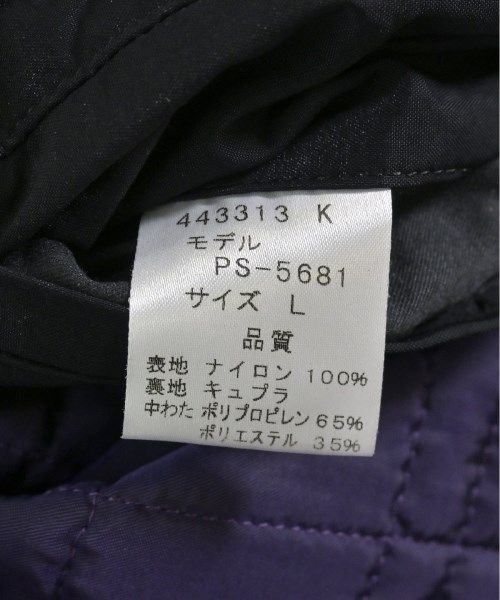 443313 K
モデル
PS-5681
サイズ L
品質
表地 ナイロン 100%
裏地 キュプラ
中わた ポリプロピレン 65%
ポリエステル 35%